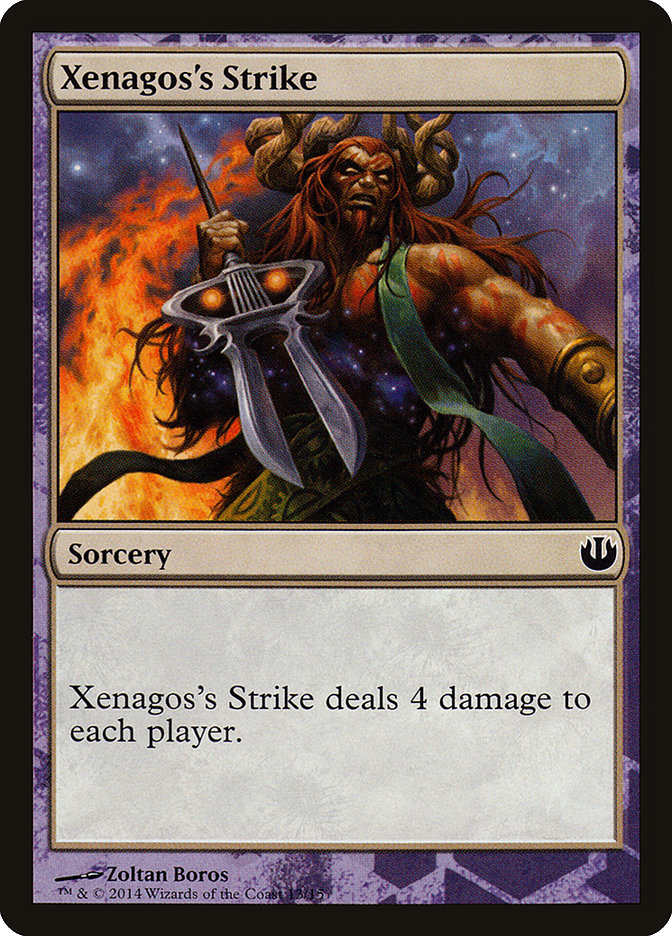 Xenagos's Strike
Sorcery
Xenagos's Strike deals 4 damage to
each player.
Zoltan Boros
™ & © 2014 Wizards of the Coast 13/15